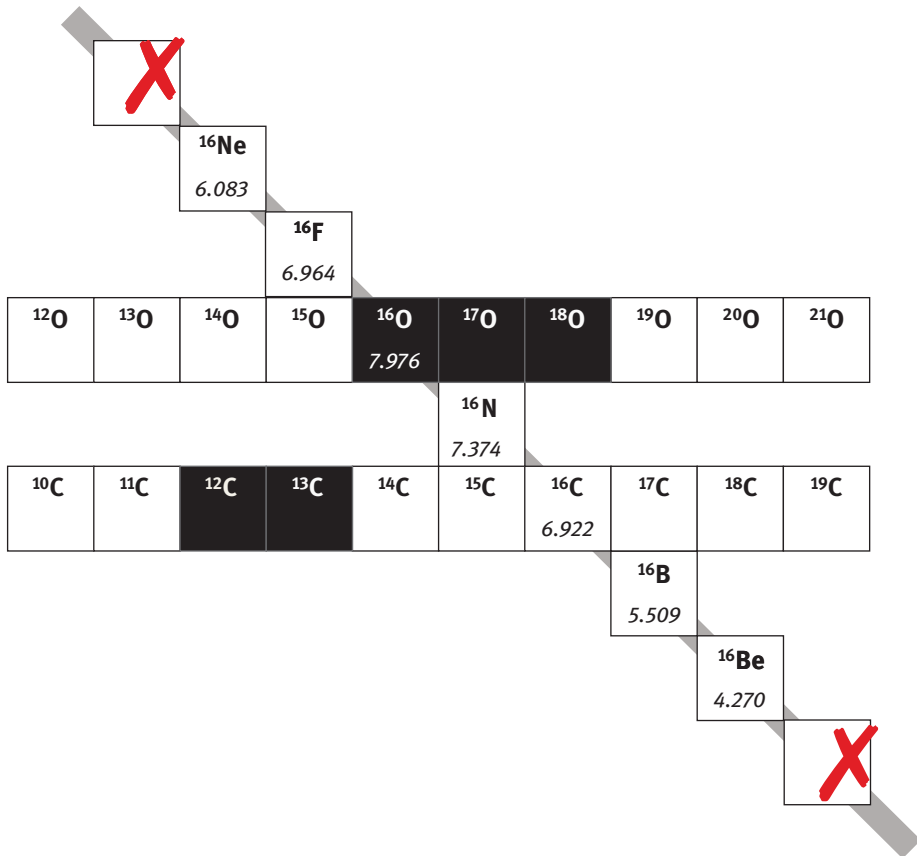 ¹⁶Ne
6.083
¹⁶F
6.964
¹²O ¹³O ¹⁴O ¹⁵O ¹⁶O ¹⁷O ¹⁸O ¹⁹O ²⁰O ²¹O
7.976
¹⁶N
7.374
¹⁰C ¹¹C ¹²C ¹³C ¹⁴C ¹⁵C ¹⁶C ¹⁷C ¹⁸C ¹⁹C
6.922
¹⁶B
5.509
¹⁶Be
4.270